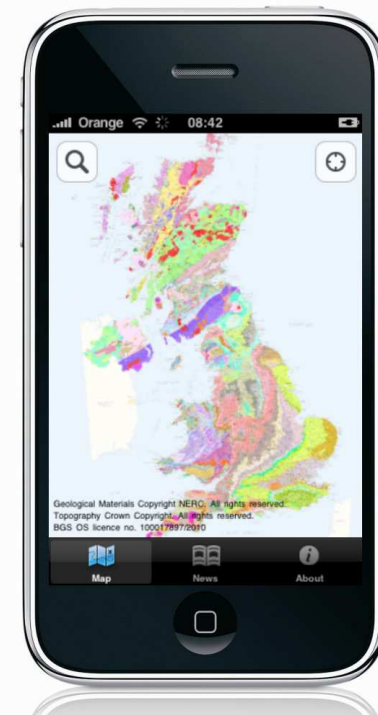 Orange 08:42
Geological Materials Copyright NERC. All rights reserved.
Topography Crown Copyright. All rights reserved.
BGS OS licence no. 100017897/2010
Map News About